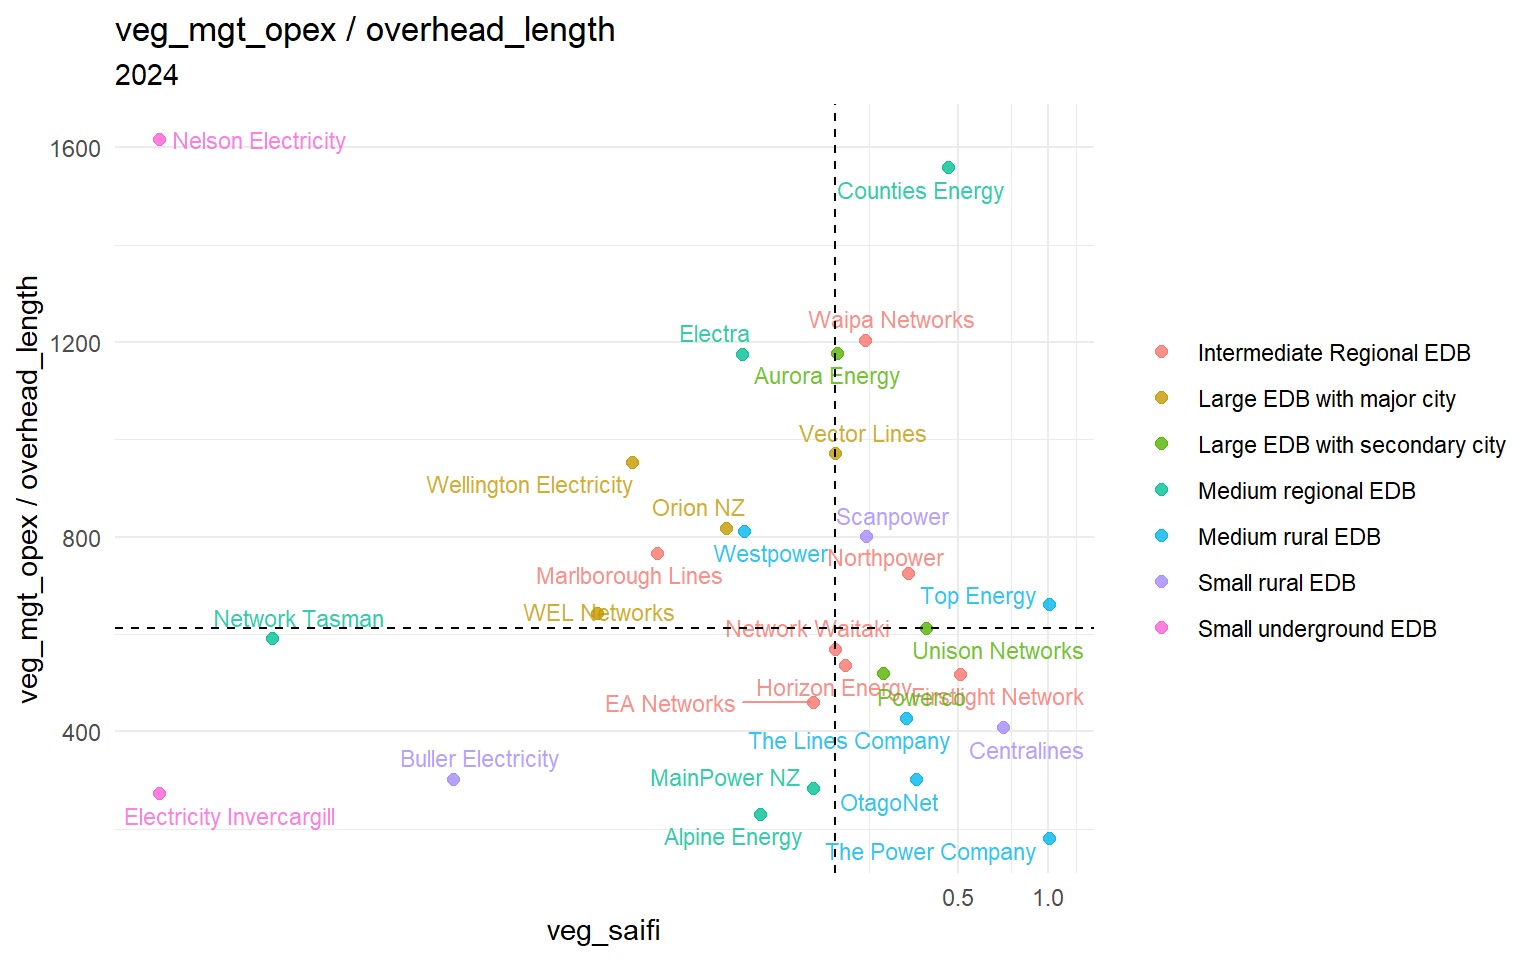 veg_mgt_opex / overhead_length
2024
veg_mgt_opex / overhead_length
1600
1200
800
400
Nelson Electricity
Counties Energy
Waipa Networks
Electra
Aurora Energy
Vector Lines
Wellington Electricity
Orion NZ
Scanpower
Westpower
Northpower
Marlborough Lines
Top Energy
WEL Networks
Network Tasman
Network Waitaki
Unison Networks
Horizon Energy
Powerco
Firstlight Network
EA Networks
The Lines Company
Centralines
Buller Electricity
MainPower NZ
OtagoNet
Electricity Invercargill
Alpine Energy
The Power Company
0.5
1.0
veg_saifi
Intermediate Regional EDB
Large EDB with major city
Large EDB with secondary city
Medium regional EDB
Medium rural EDB
Small rural EDB
Small underground EDB